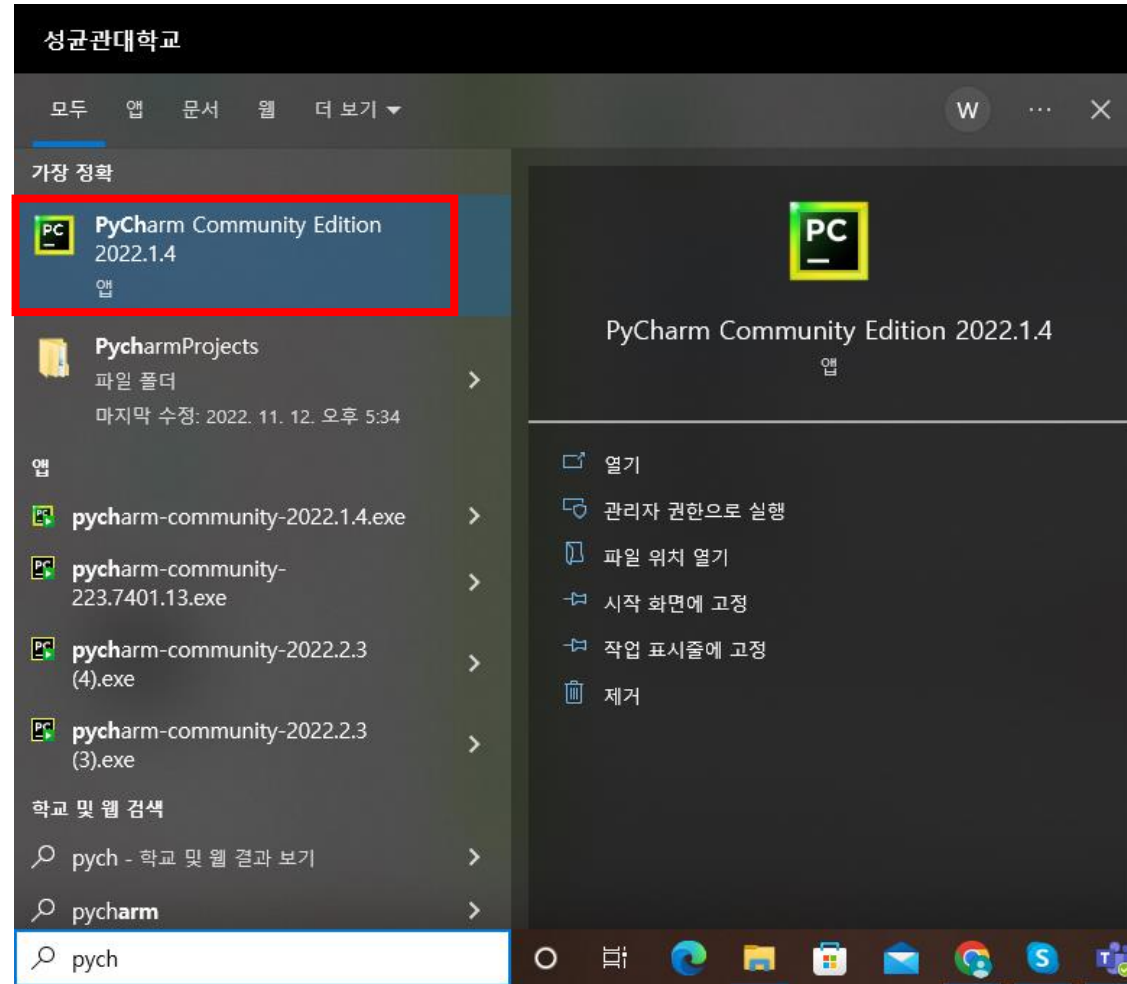 성균관대학교
모두 앱 문서 웹 더 보기
W ···
가장 정확
PyCharm Community Edition
2022.1.4
앱
PycharmProjects
파일 폴더
마지막 수정: 2022. 11. 12. 오후 5:34
앱
pycharm-community-2022.1.4.exe
pycharm-community-
223.7401.13.exe
pycharm-community-2022.2.3
(4).exe
pycharm-community-2022.2.3
(3).exe
학교 및 웹 검색
pych - 학교 및 웹 결과 보기
pycharm
pych
PC
PyCharm Community Edition 2022.1.4
앱
열기
관리자 권한으로 실행
파일 위치 열기
시작 화면에 고정
작업 표시줄에 고정
제거